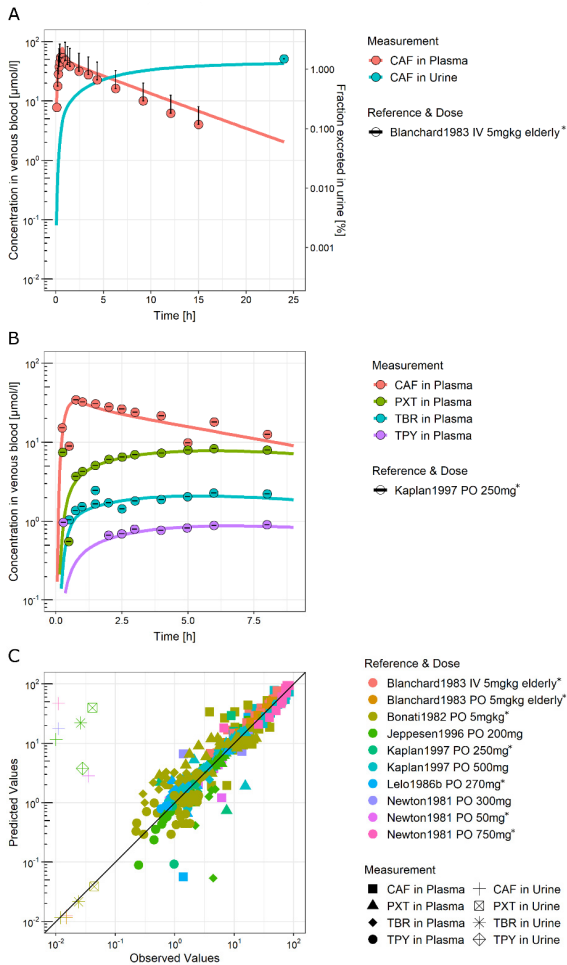 A
Concentration in venous blood [µmol/l]
10²
10¹
10⁰
10⁻¹
10⁻²
0
5
10
15
20
25
Time [h]
1.000
0.100
0.010
0.001
Fraction excreted in urine [%]
Measurement
CAF in Plasma
CAF in Urine
Reference & Dose
Blanchard1983 IV 5mgkg elderly*
B
Concentration in venous blood [µmol/l]
10²
10¹
10⁰
10⁻¹
0.0
2.5
5.0
7.5
Time [h]
Measurement
CAF in Plasma
PXT in Plasma
TBR in Plasma
TPY in Plasma
Reference & Dose
Kaplan1997 PO 250mg*
C
Predicted Values
10²
10¹
10⁰
10⁻¹
10⁻²
10⁻²
10⁻¹
10⁰
10¹
10²
Observed Values
Reference & Dose
Blanchard1983 IV 5mgkg elderly*
Blanchard1983 PO 5mgkg elderly*
Bonati1982 PO 5mgkg*
Jeppesen1996 PO 200mg
Kaplan1997 PO 250mg*
Kaplan1997 PO 500mg
Lelo1986b PO 270mg*
Newton1981 PO 300mg
Newton1981 PO 50mg*
Newton1981 PO 750mg*
Measurement
CAF in Plasma
CAF in Urine
PXT in Plasma
PXT in Urine
TBR in Plasma
TBR in Urine
TPY in Plasma
TPY in Urine